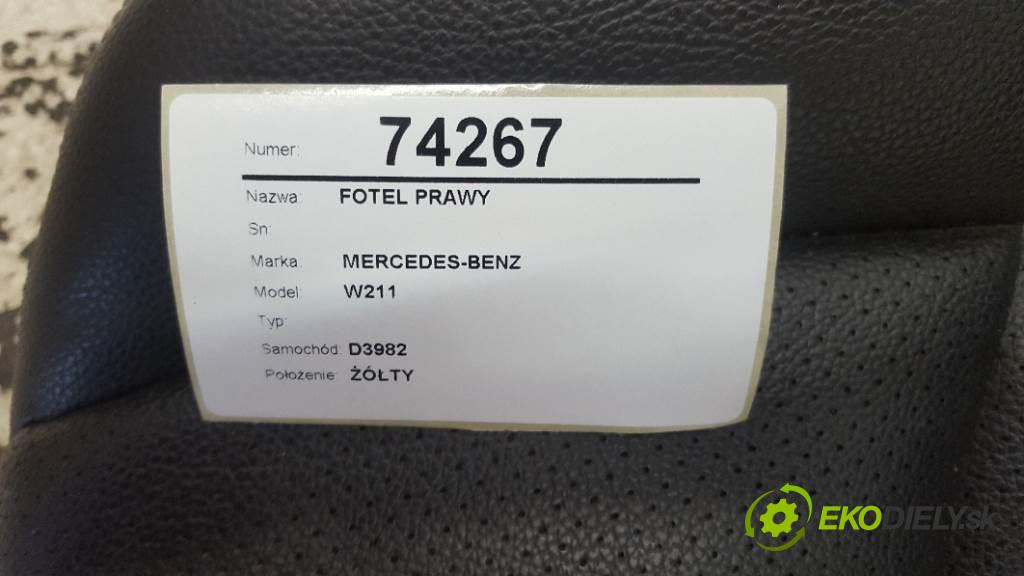 Numer: 74267
Nazwa: FOTEL PRAWY
Sn:
Marka: MERCEDES-BENZ
Model: W211
Typ:
Samochód: D3982
Położenie: ŻÓŁTY
EKODIELY.sk